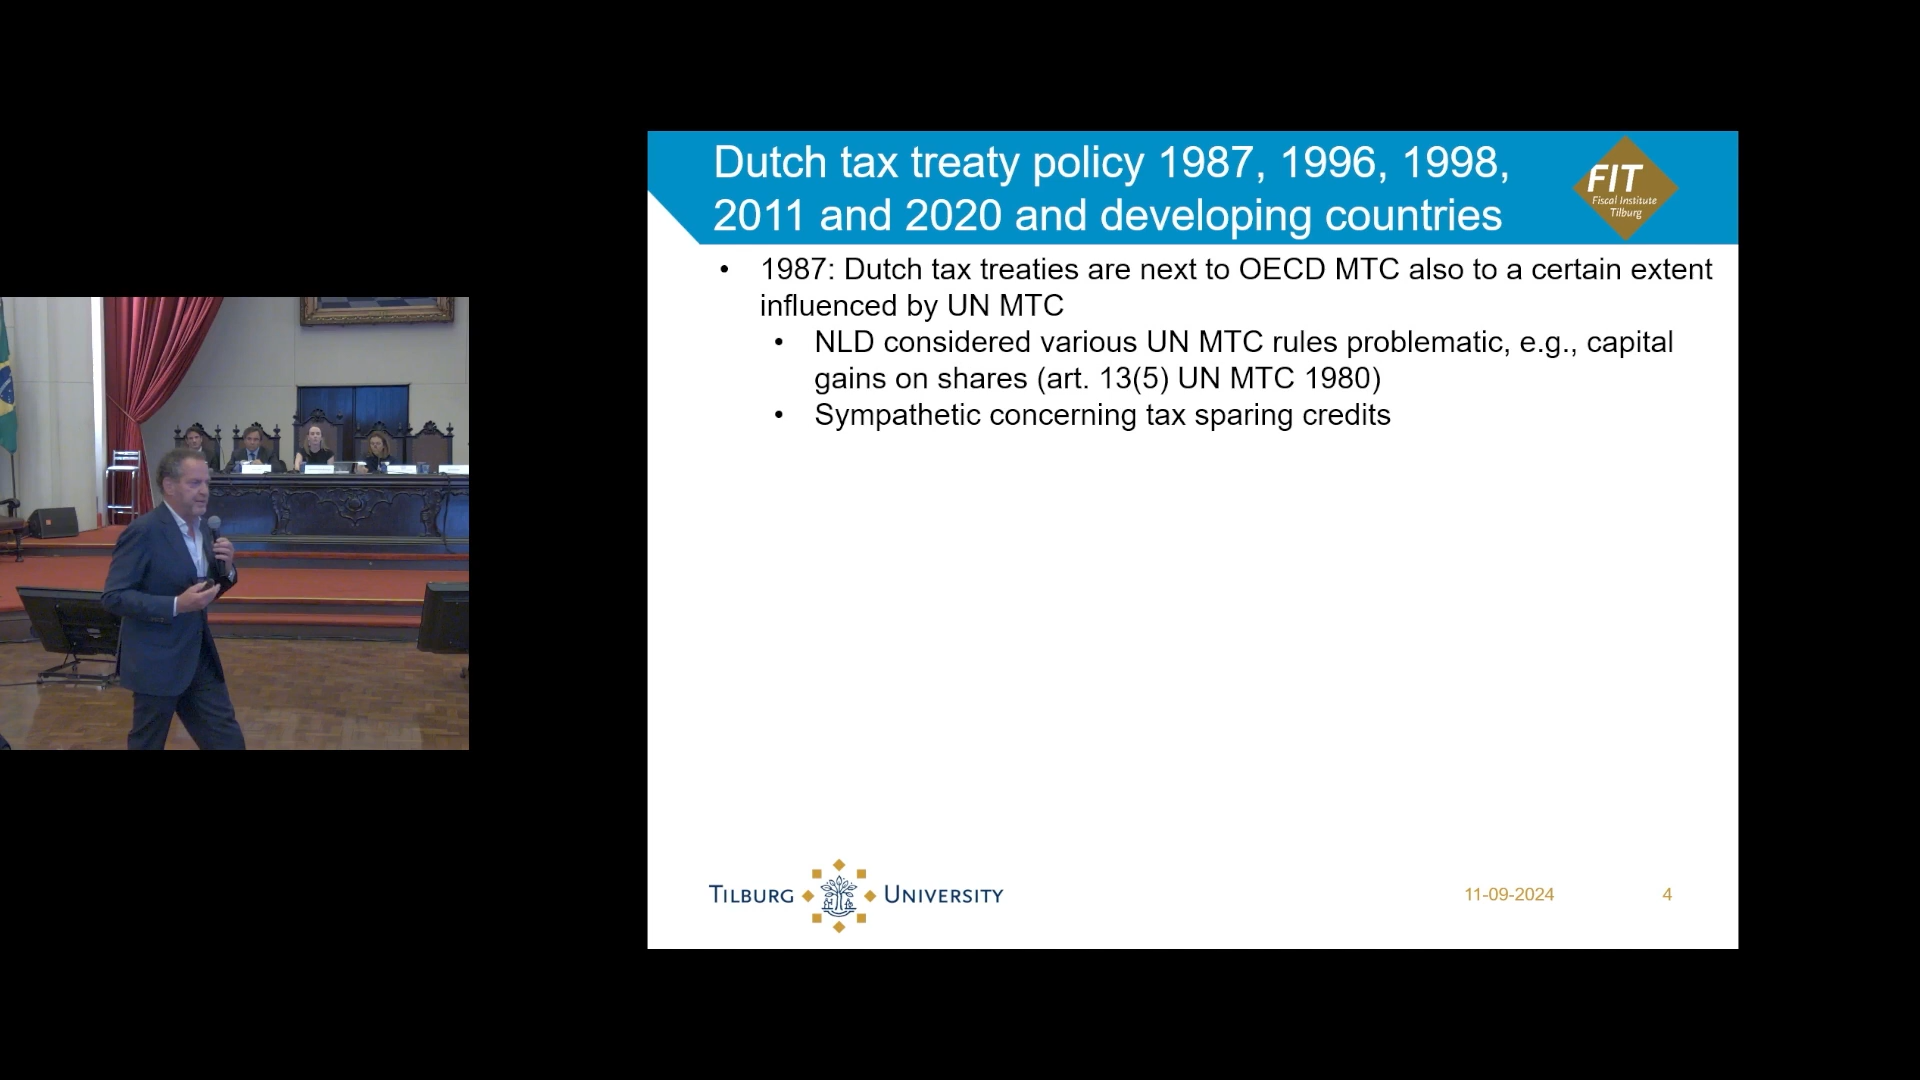 Dutch tax treaty policy 1987, 1996, 1998,
2011 and 2020 and developing countries
FIT
Fiscal Institute
Tilburg
• 1987: Dutch tax treaties are next to OECD MTC also to a certain extent
influenced by UN MTC
• NLD considered various UN MTC rules problematic, e.g., capital
gains on shares (art. 13(5) UN MTC 1980)
• Sympathetic concerning tax sparing credits
TILBURG UNIVERSITY
11-09-2024
4